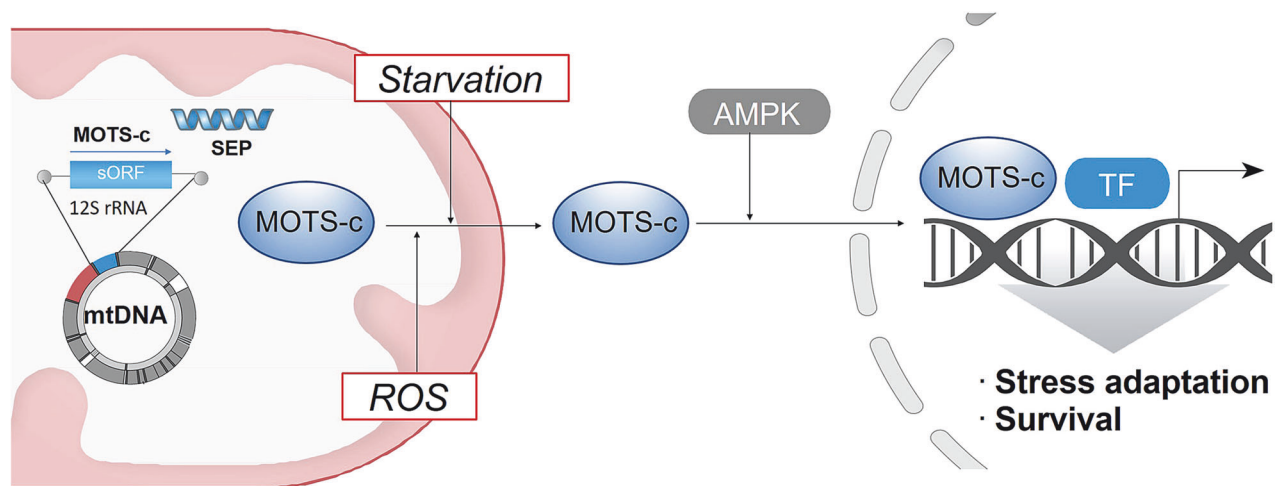 MOTS-c
SEP
sORF
12S rRNA
mtDNA
Starvation
MOTS-c
ROS
MOTS-c
AMPK
MOTS-c
TF
· Stress adaptation
· Survival